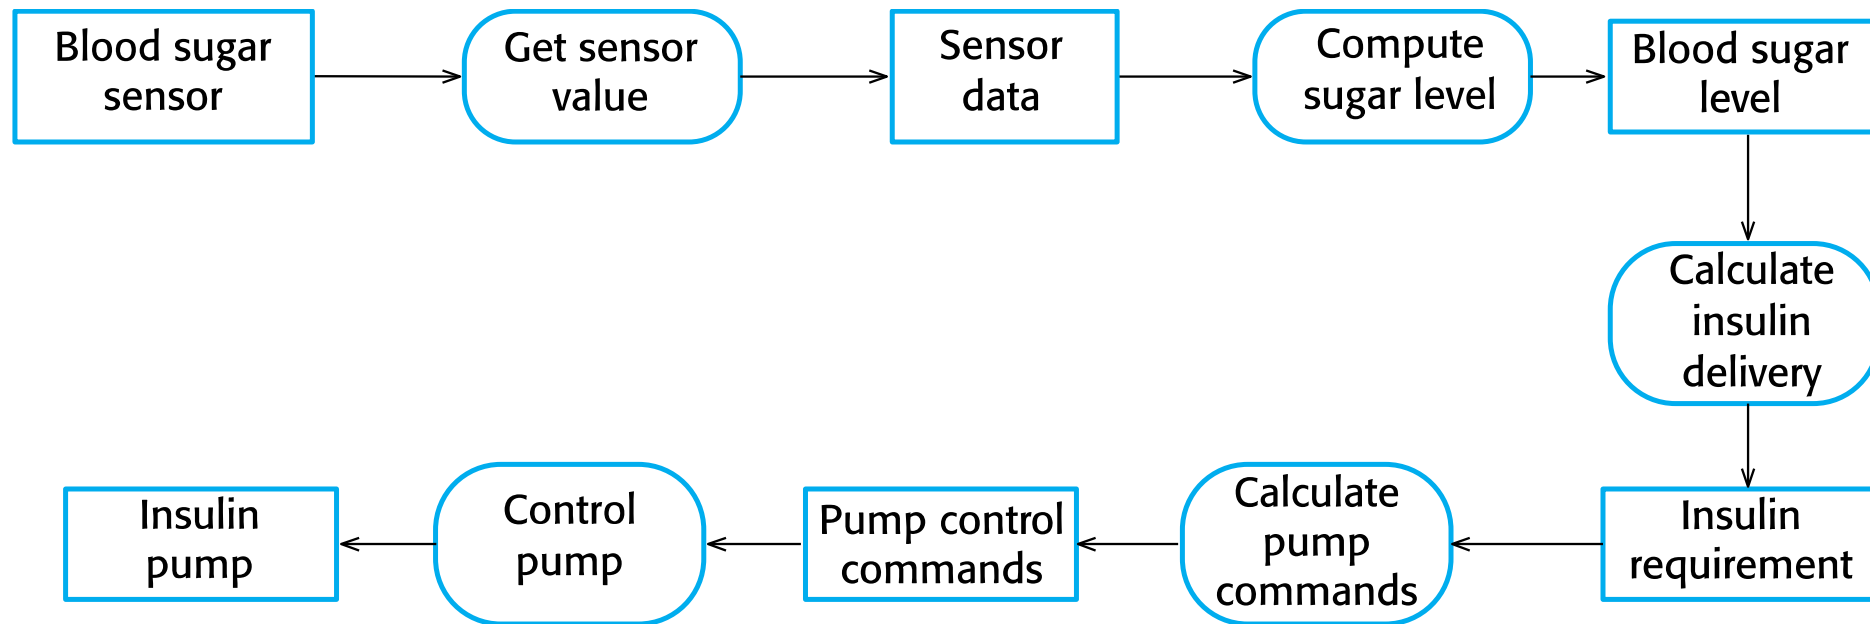 Blood sugar
sensor
Get sensor
value
Sensor
data
Compute
sugar level
Blood sugar
level
Calculate
insulin
delivery
Insulin
requirement
Calculate
pump
commands
Pump control
commands
Control
pump
Insulin
pump